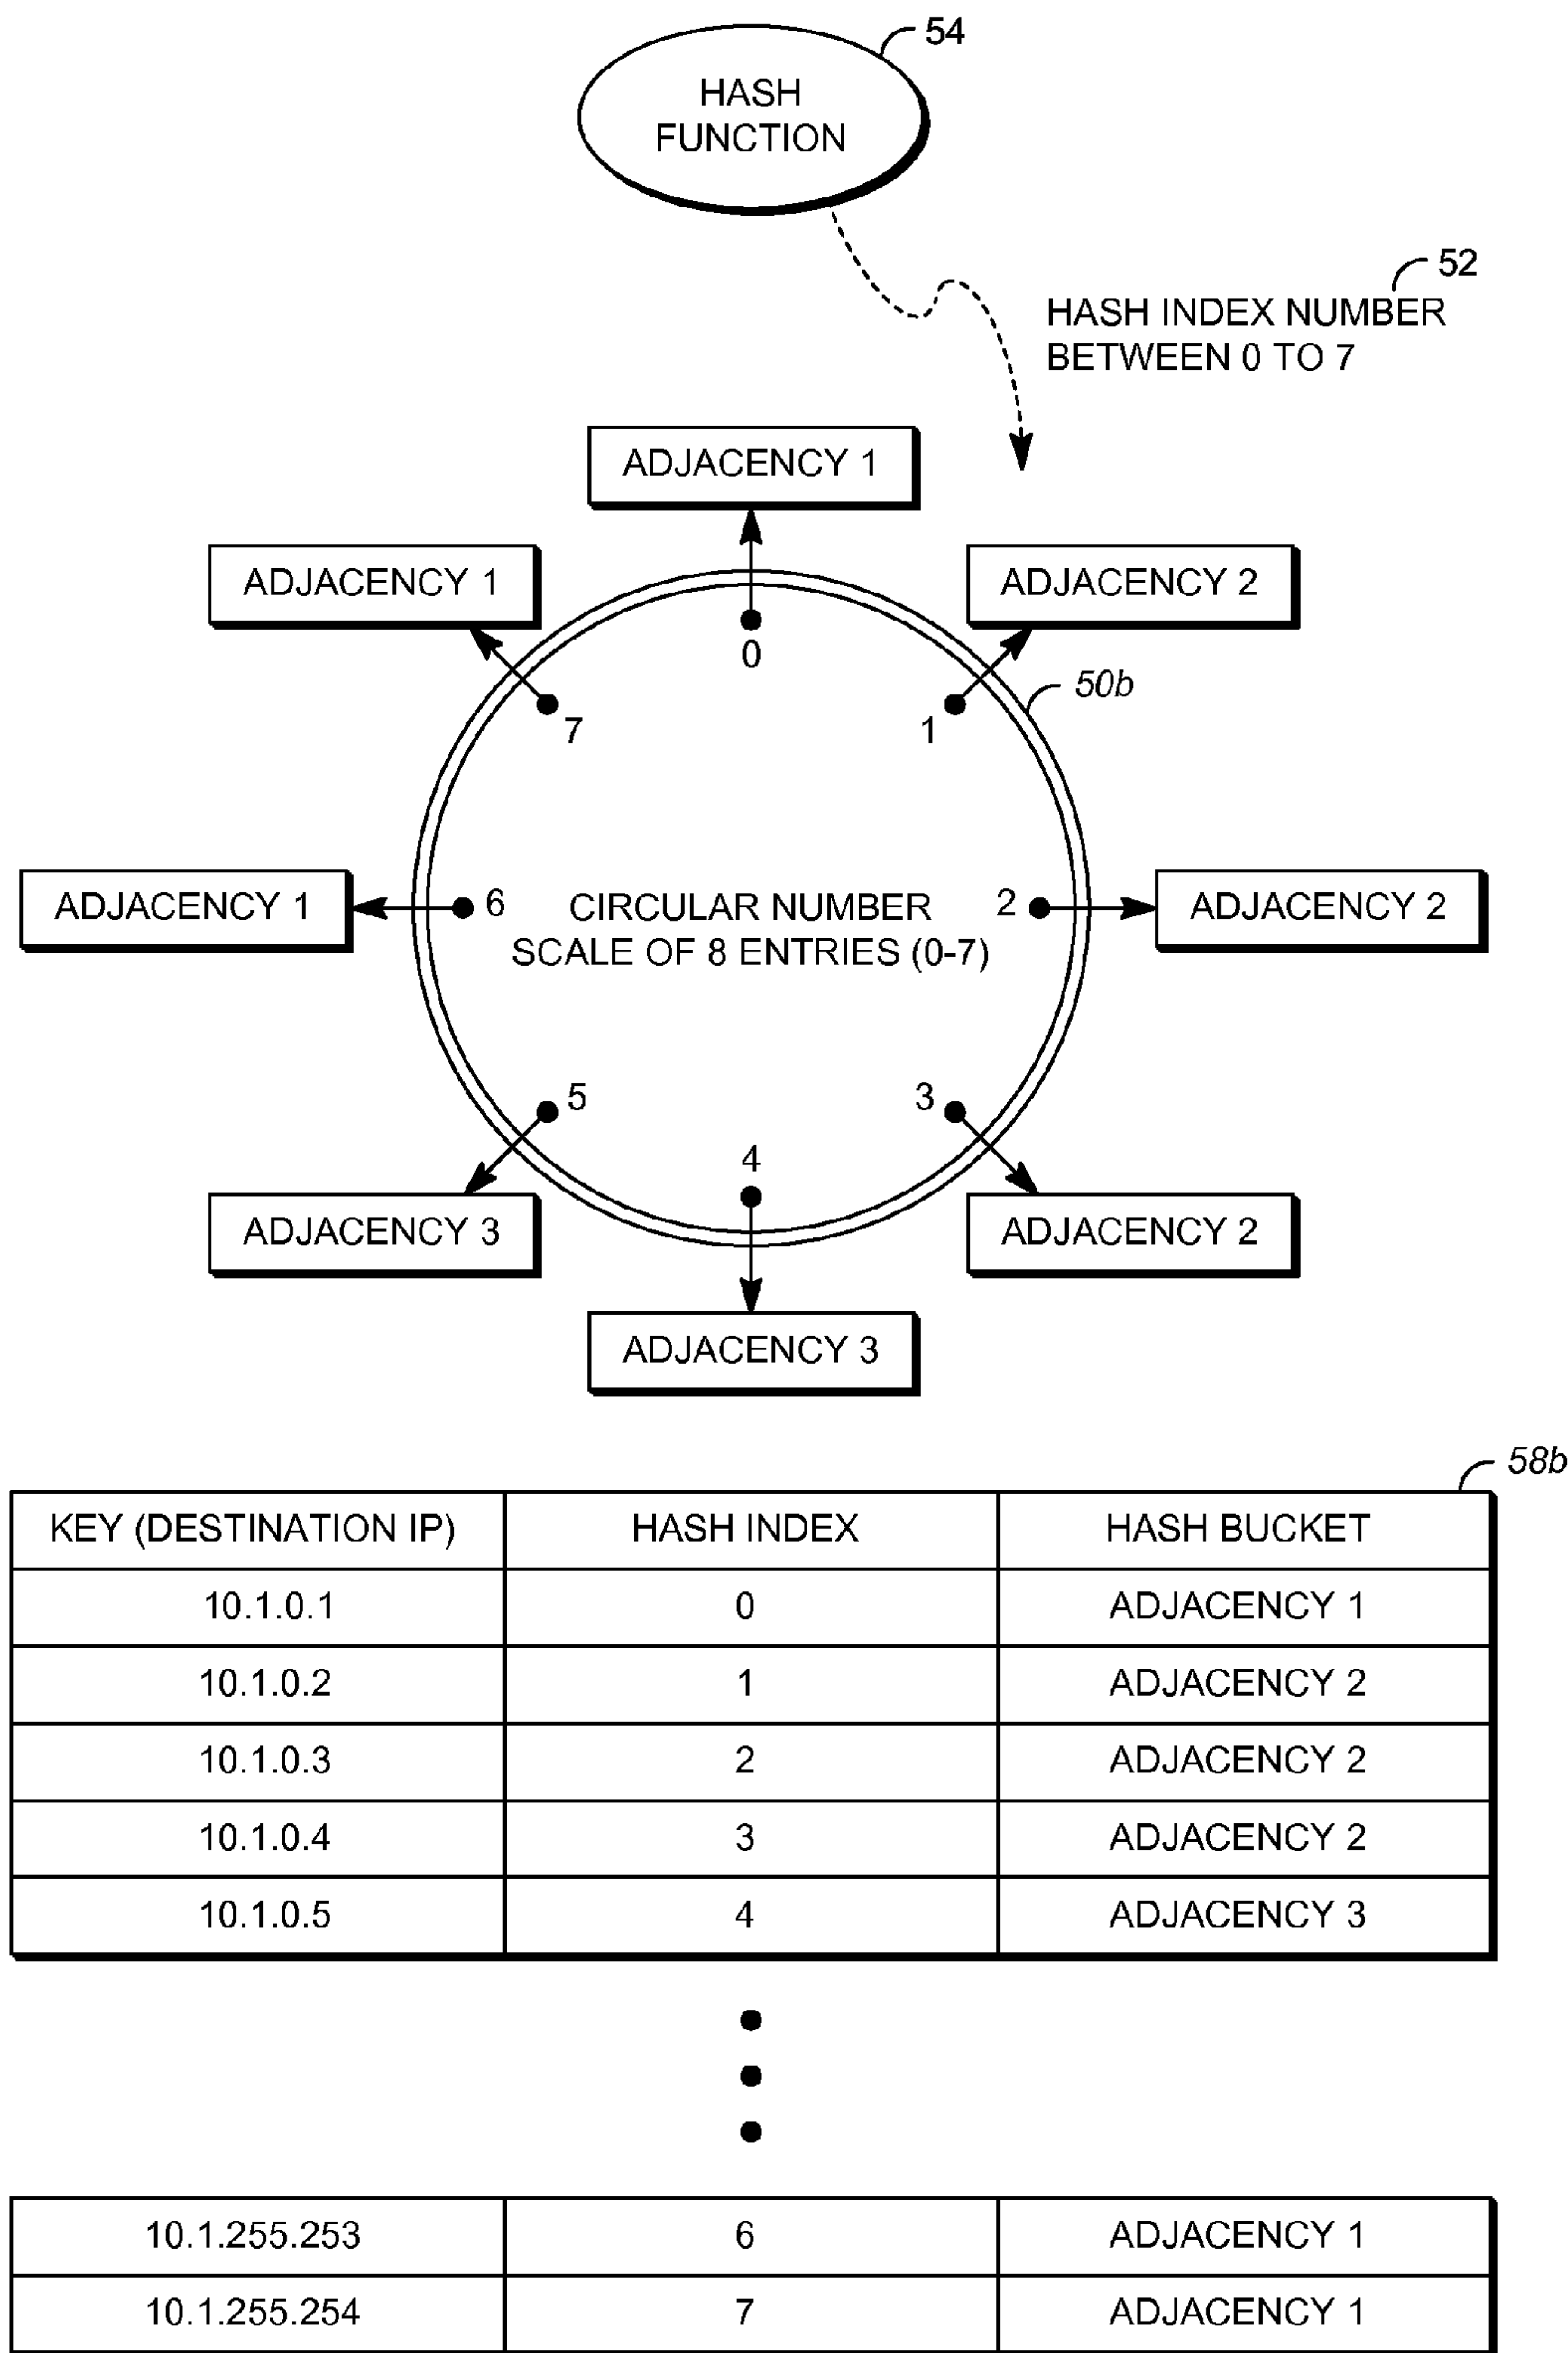 54
HASH
FUNCTION
52
HASH INDEX NUMBER
BETWEEN 0 TO 7
ADJACENCY 1
ADJACENCY 1
ADJACENCY 2
0
50b
7
1
ADJACENCY 1
6
CIRCULAR NUMBER
SCALE OF 8 ENTRIES (0-7)
2
ADJACENCY 2
5
3
4
ADJACENCY 3
ADJACENCY 2
ADJACENCY 3
58b
KEY (DESTINATION IP) HASH INDEX HASH BUCKET
10.1.0.1 0 ADJACENCY 1
10.1.0.2 1 ADJACENCY 2
10.1.0.3 2 ADJACENCY 2
10.1.0.4 3 ADJACENCY 2
10.1.0.5 4 ADJACENCY 3
10.1.255.253 6 ADJACENCY 1
10.1.255.254 7 ADJACENCY 1